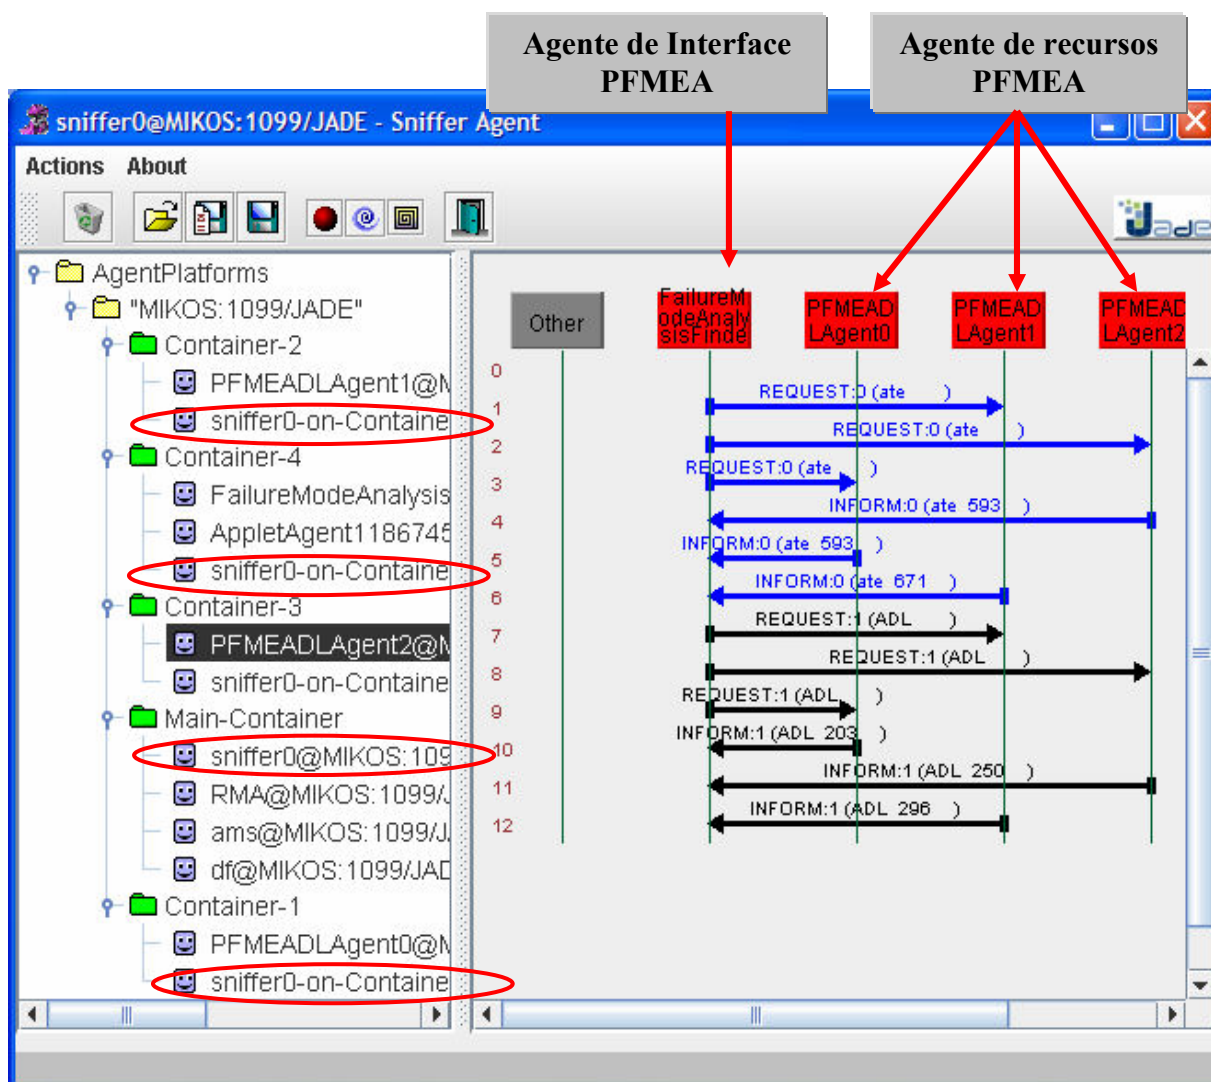 Agente de Interface
PFMEA
Agente de recursos
PFMEA
sniffer0@MIKOS:1099/JADE - Sniffer Agent
Actions About
Jade
AgentPlatforms
"MIKOS:1099/JADE"
Container-2
PFMEADLAgent1@M
sniffer0-on-Containe
Container-4
FailureModeAnalysis
AppletAgent1186745
sniffer0-on-Containe
Container-3
PFMEADLAgent2@M
sniffer0-on-Containe
Main-Container
sniffer0@MIKOS:109
RMA@MIKOS:1099/J
ams@MIKOS:1099/J
df@MIKOS:1099/JAD
Container-1
PFMEADLAgent0@M
sniffer0-on-Containe
Other
FailureM
odeAnaly
sisFinde
PFMEAD
LAgent0
PFMEAD
LAgent1
PFMEAD
LAgent2
0
REQUEST:0 (ate )
1
REQUEST:0 (ate )
2
REQUEST:0 (ate )
3
INFORM:0 (ate 593 )
4
INFORM:0 (ate 593 )
5
INFORM:0 (ate 671 )
6
REQUEST:1 (ADL )
7
REQUEST:1 (ADL )
8
REQUEST:1 (ADL )
9
INFORM:1 (ADL 203 )
10
INFORM:1 (ADL 250 )
11
INFORM:1 (ADL 296 )
12